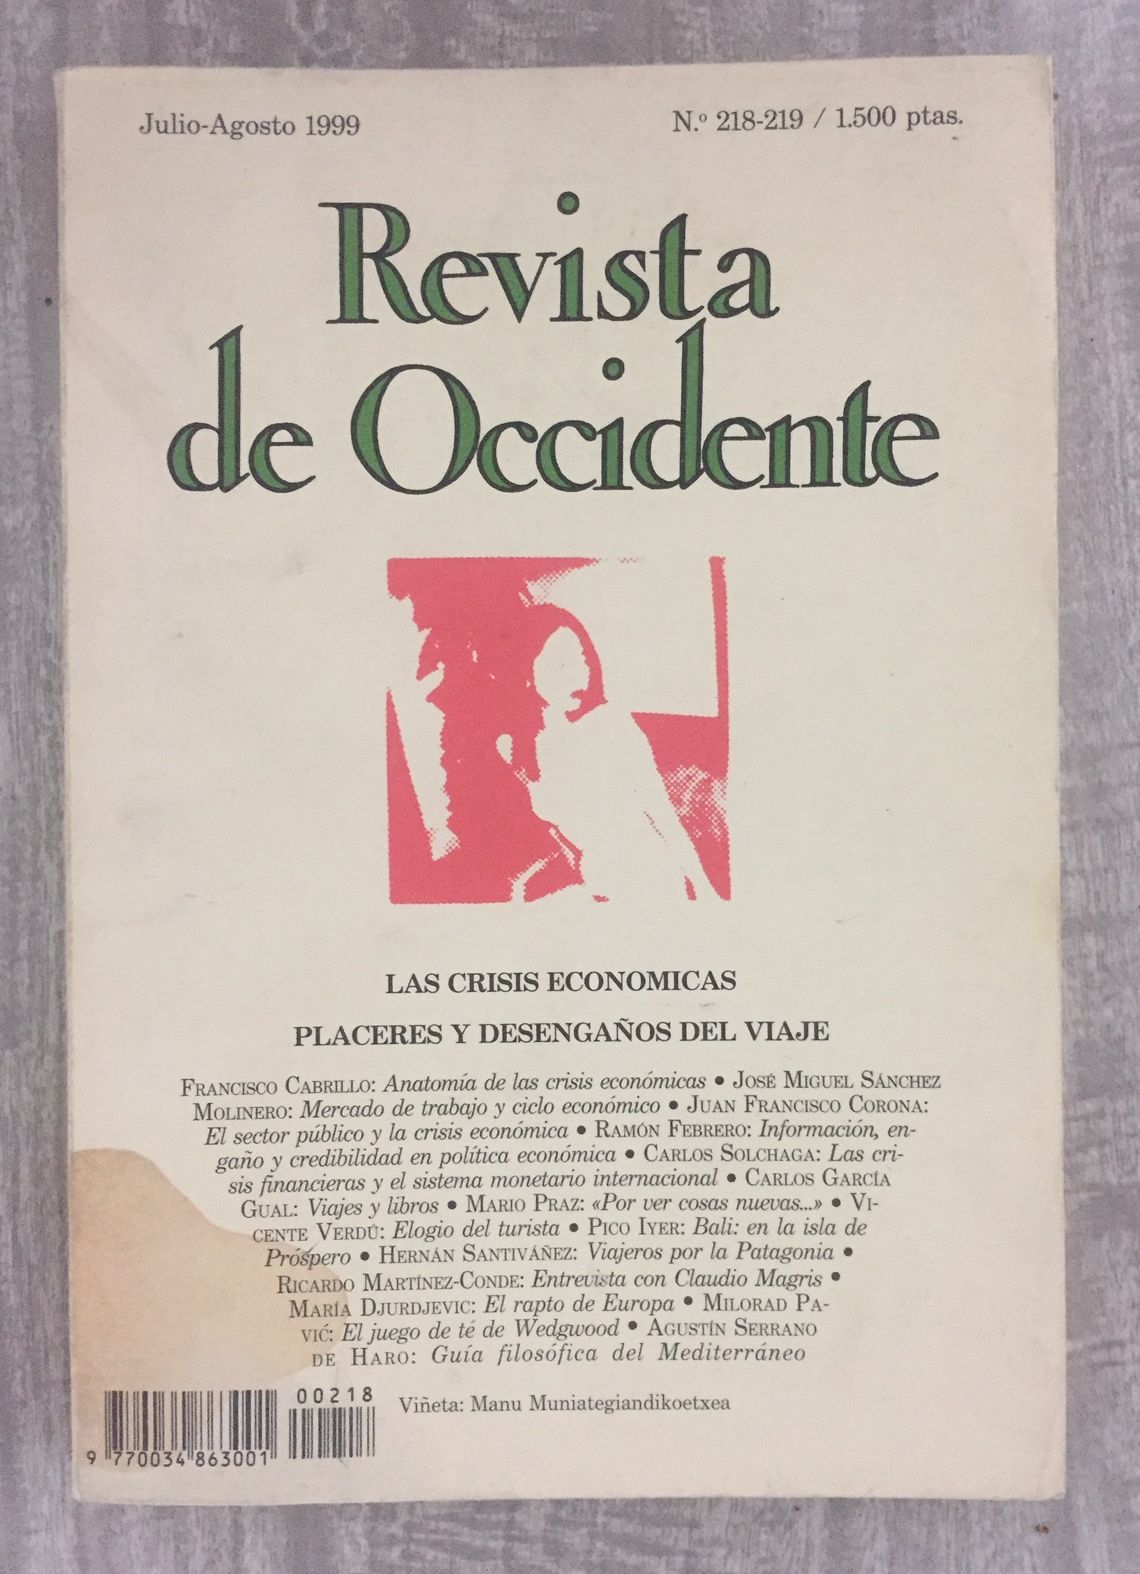 Julio-Agosto 1999
N.º 218-219 / 1.500 ptas.
Revista
de Occidente
LAS CRISIS ECONOMICAS
PLACERES Y DESENGAÑOS DEL VIAJE
FRANCISCO CABRILLO: Anatomía de las crisis económicas • JOSÉ MIGUEL SÁNCHEZ
MOLINERO: Mercado de trabajo y ciclo económico • JUAN FRANCISCO CORONA:
El sector público y la crisis económica • RAMÓN FEBRERO: Información, en-
gaño y credibilidad en política económica • CARLOS SOLCHAGA: Las cri-
sis financieras y el sistema monetario internacional • CARLOS GARCÍA
GUAL: Viajes y libros • MARIO PRAZ: «Por ver cosas nuevas...» • VI-
CENTE VERDÚ: Elogio del turista • PICO IYER: Bali: en la isla de
Próspero • HERNÁN SANTIVÁÑEZ: Viajeros por la Patagonia •
RICARDO MARTÍNEZ-CONDE: Entrevista con Claudio Magris •
MARÍA DJURDJEVIC: El rapto de Europa • MILORAD PA-
VIĆ: El juego de té de Wedgwood • AGUSTÍN SERRANO
DE HARO: Guía filosófica del Mediterráneo
00218
Viñeta: Manu Muniategiandikoetxea
9 770034 863001